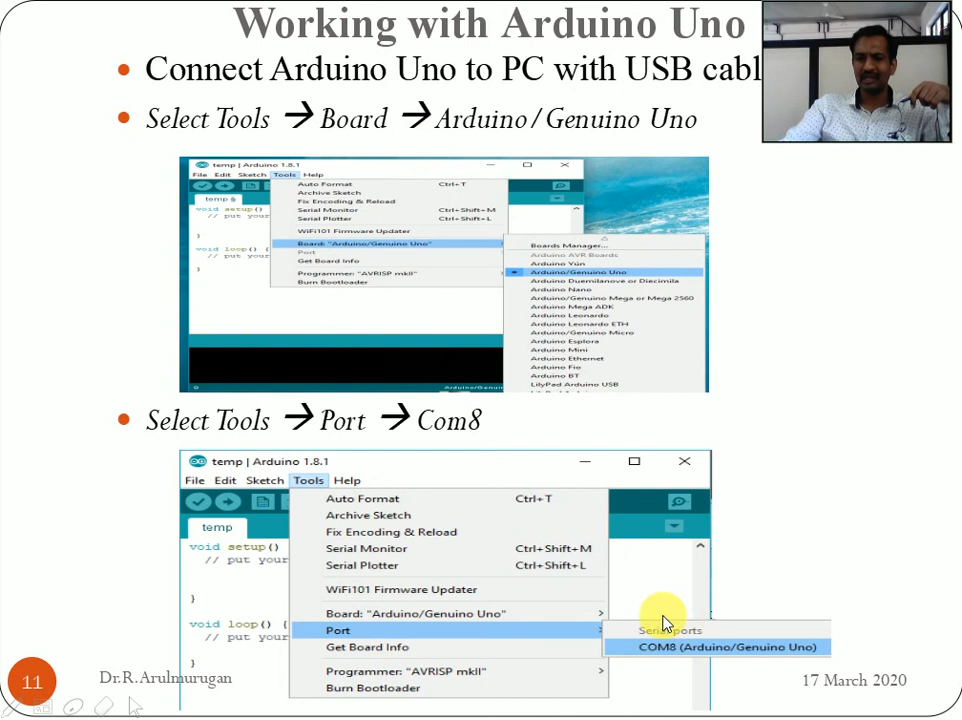 Working with Arduino Uno
• Connect Arduino Uno to PC with USB cabl
• Select Tools → Board → Arduino/Genuino Uno
temp | Arduino 1.8.1
File Edit Sketch Tools Help
temp §
void setup()
// put your
}
void loop() {
// put your
}
Auto Format Ctrl+T
Archive Sketch
Fix Encoding & Reload
Serial Monitor Ctrl+Shift+M
Serial Plotter Ctrl+Shift+L
WiFi101 Firmware Updater
Board: "Arduino/Genuino Uno"
Port
Get Board Info
Programmer: "AVRISP mkII"
Burn Bootloader
Boards Manager...
Arduino AVR Boards
Arduino Yún
Arduino/Genuino Uno
Arduino Duemilanove or Diecimila
Arduino Nano
Arduino/Genuino Mega or Mega 2560
Arduino Mega ADK
Arduino Leonardo
Arduino Leonardo ETH
Arduino/Genuino Micro
Arduino Esplora
Arduino Mini
Arduino Ethernet
Arduino Fio
Arduino BT
LilyPad Arduino USB
Arduino/Genuin
• Select Tools → Port → Com8
temp | Arduino 1.8.1
File Edit Sketch Tools Help
temp
void setup()
// put your
}
void loop() {
// put your
}
Auto Format Ctrl+T
Archive Sketch
Fix Encoding & Reload
Serial Monitor Ctrl+Shift+M
Serial Plotter Ctrl+Shift+L
WiFi101 Firmware Updater
Board: "Arduino/Genuino Uno"
Port
Get Board Info
Programmer: "AVRISP mkII"
Burn Bootloader
Serial ports
COM8 (Arduino/Genuino Uno)
11
Dr.R.Arulmurugan
17 March 2020